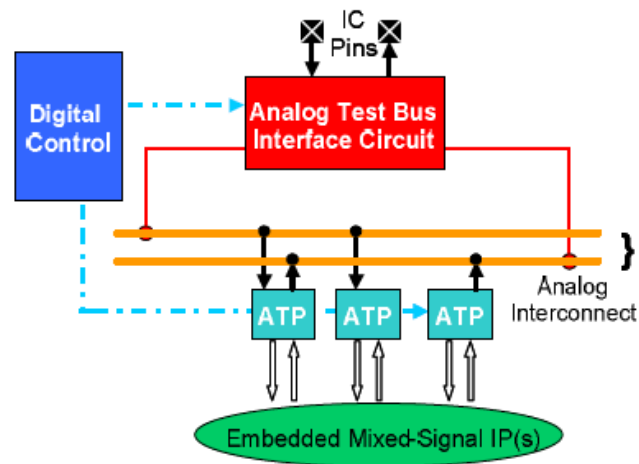 IC
Pins
Digital
Control
Analog Test Bus
Interface Circuit
}
Analog
Interconnect
ATP
ATP
ATP
Embedded Mixed-Signal IP(s)